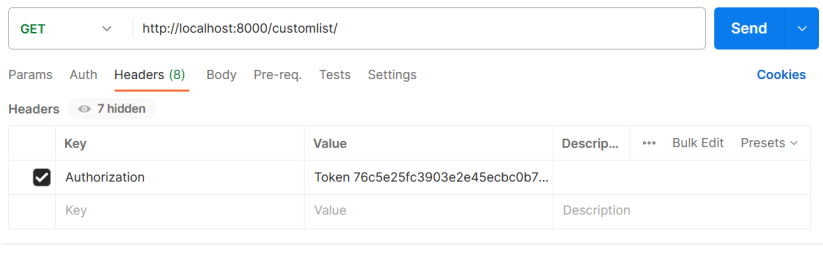 GET http://localhost:8000/customlist/ Send
Params Auth Headers (8) Body Pre-req. Tests Settings Cookies
Headers 7 hidden
Key Value Descrip... ••• Bulk Edit Presets
Authorization Token 76c5e25fc3903e2e45ecbc0b7...
Key Value Description